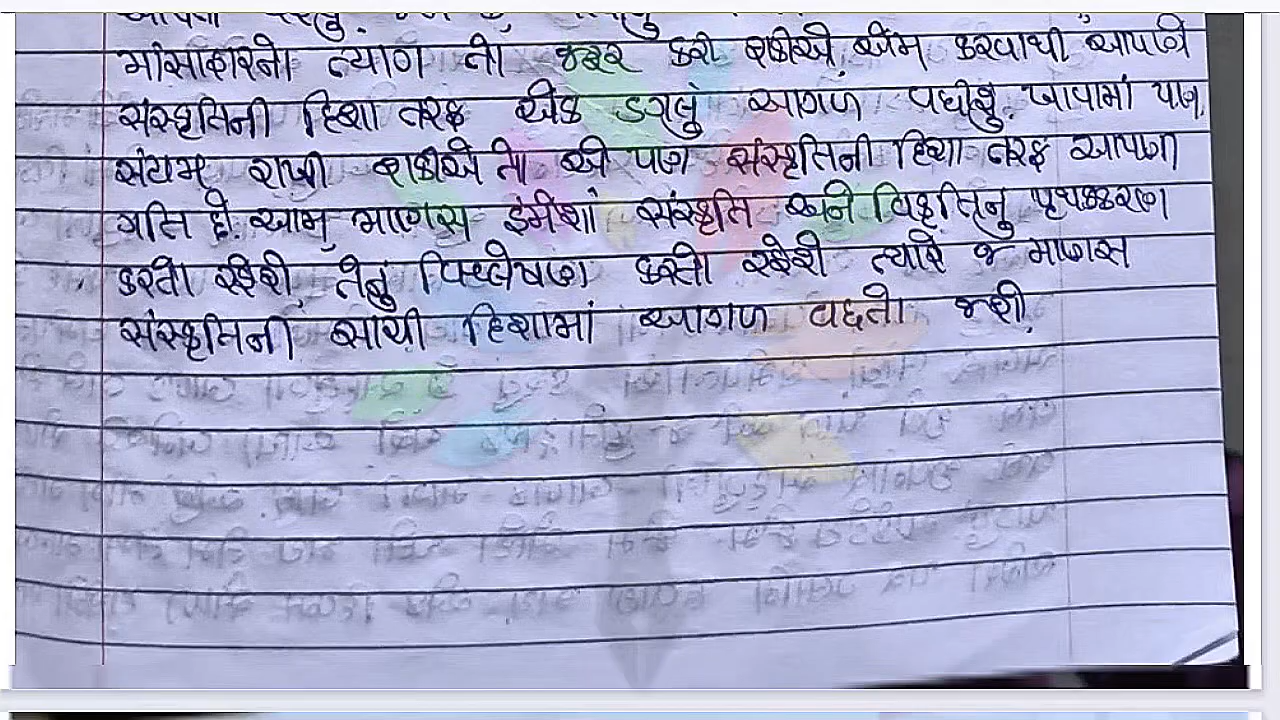 માંસાહારનો ત્યાગ તો જરૂર કરી શકીએ એમ કરવાથી આપણે
સંસ્કૃતિની દિશા તરફ એક ડગલું આગળ વધીશું. ખાવામાં પણ
સંયમ રાખી શકીએ તો એ પણ સંસ્કૃતિની દિશા તરફ આપણી
ગતિ છે. આમ માણસ હંમેશાં સંસ્કૃતિ અને વિકૃતિનું પૃથક્કરણ
કરતો રહેશે, તેનું વિશ્લેષણ કરતો રહેશે ત્યારે જ માણસ
સંસ્કૃતિની સાચી દિશામાં આગળ વધતો જશે.